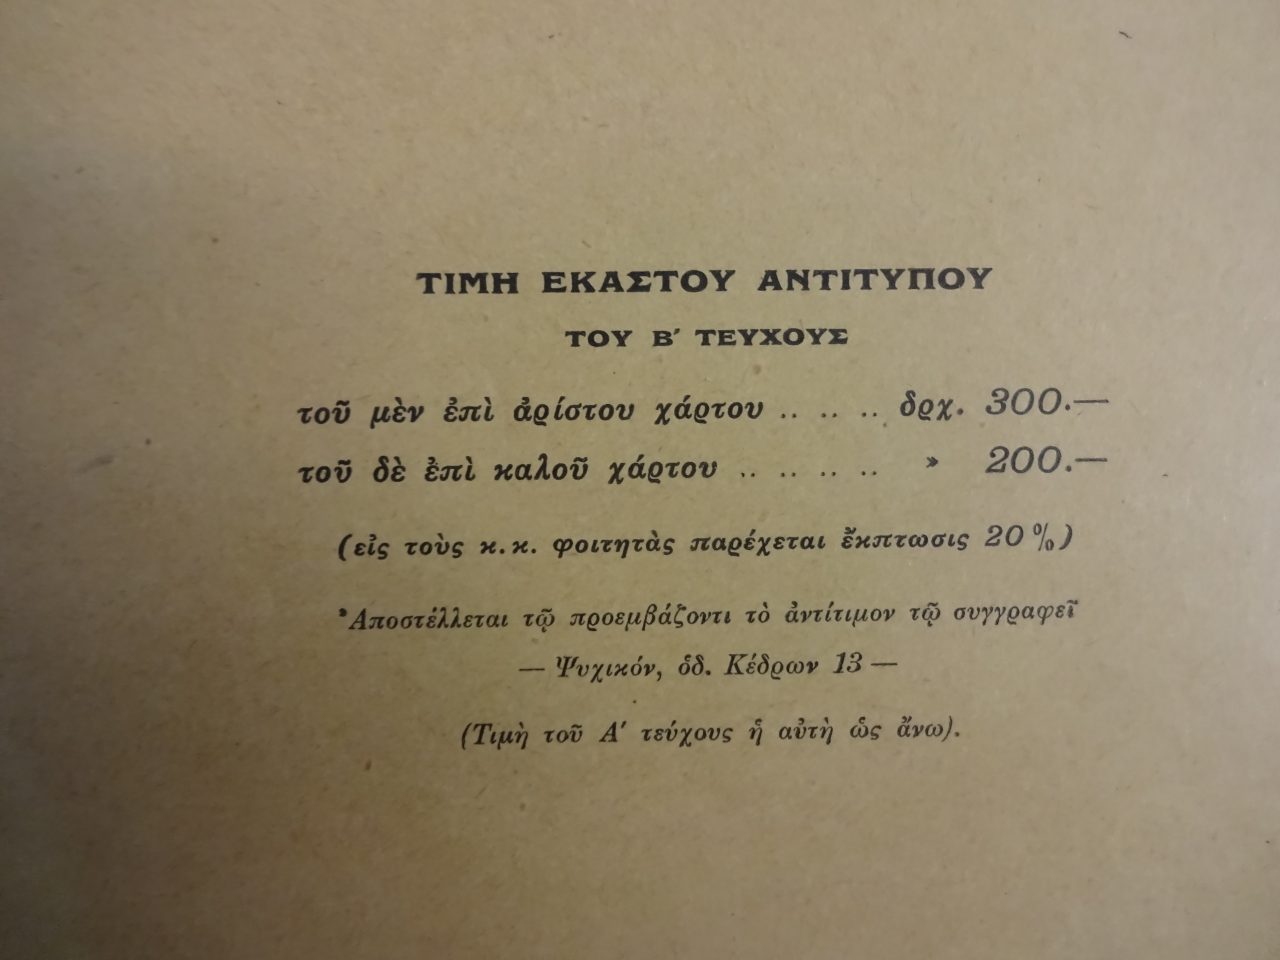 ΤΙΜΗ ΕΚΑΣΤΟΥ ΑΝΤΙΤΥΠΟΥ
ΤΟΥ Β′ ΤΕΥΧΟΥΣ
τοῦ μὲν ἐπὶ ἀρίστου χάρτου .. .. .. δρχ. 300.—
τοῦ δὲ ἐπὶ καλοῦ χάρτου .. .. .. .. » 200.—
(εἰς τοὺς κ.κ. φοιτητὰς παρέχεται ἔκπτωσις 20 %)
Ἀποστέλλεται τῷ προεμβάζοντι τὸ ἀντίτιμον τῷ συγγραφεῖ
— Ψυχικόν, ὁδ. Κέδρων 13 —
(Τιμὴ τοῦ Α′ τεύχους ἡ αὐτὴ ὡς ἄνω).